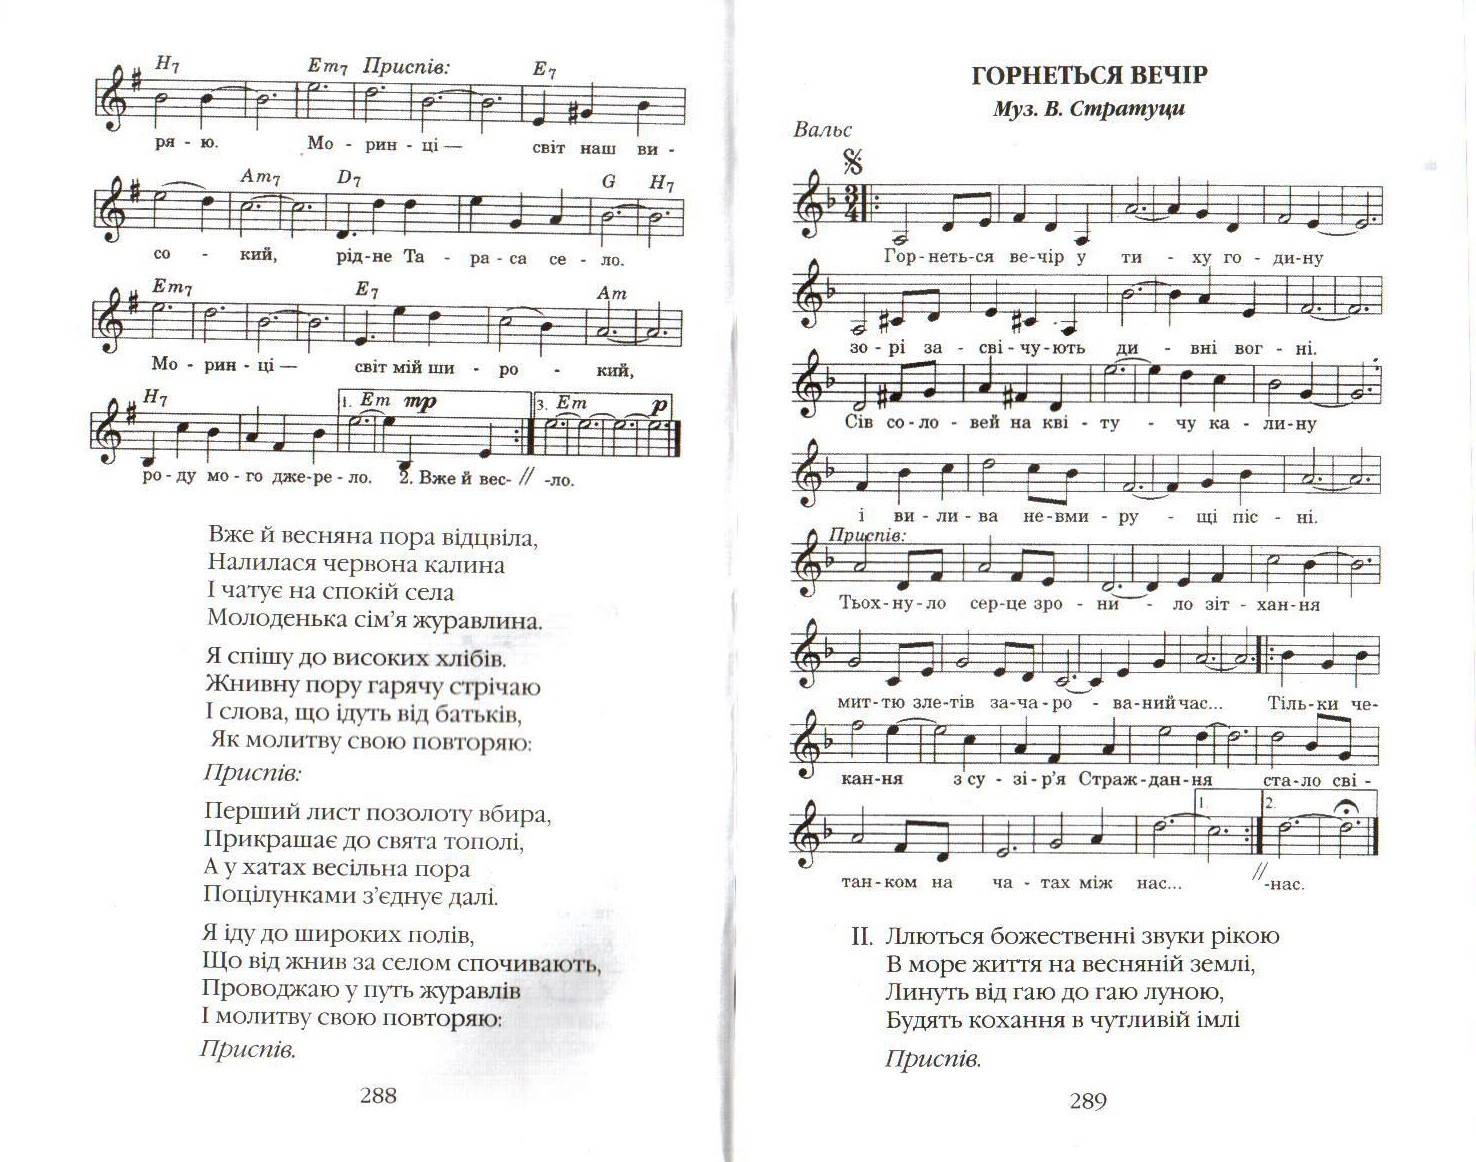 H7 Em7 Приспів: E7
ря - ю. Мо - рин - ці — світ наш ви -
Am7 D7 G H7
со - кий, рід-не Та - ра - са се - ло.
Em7 E7 Am
Мо - рин - ці — світ мій ши - ро - кий,
H7 1. Em mp 3. Em p
ро - ду мо - го дже-ре - ло. 2. Вже й вес- // -ло.
Вже й весняна пора відцвіла,
Налилася червона калина
І чатує на спокій села
Молоденька сім’я журавлина.
Я спішу до високих хлібів.
Жнивну пору гарячу стрічаю
І слова, що ідуть від батьків,
Як молитву свою повторяю:
Приспів:
Перший лист позолоту вбира,
Прикрашає до свята тополі,
А у хатах весільна пора
Поцілунками з’єднує далі.
Я іду до широких полів,
Що від жнив за селом спочивають,
Проводжаю у путь журавлів
І молитву свою повторяю:
Приспів.
288
ГОРНЕТЬСЯ ВЕЧІР
Муз. В. Стратуци
Вальс
3/4
Гор-неть-ся ве-чір у ти - ху го - ди-ну
зо - рі за - сві - чу-ють ди - вні вог - ні.
Сів со-ло - вей на кві - ту - чу ка - ли-ну
і ви - ли - ва не-вми - ру - щі піс - ні.
Приспів:
Тьох-ну-ло сер-це зро - ни - ло зіт - хан-ня
мит-тю зле-тів за-ча-ро - ва-ний час... Тіль-ки че-
кан-ня з су - зі-р’я Страж-дан-ня ста-ло сві -
1. 2.
тан-ком на ча - тах між нас... // -нас.
II. Ллються божественні звуки рікою
В море життя на весняній землі,
Линуть від гаю до гаю луною,
Будять кохання в чутливій імлі
Приспів.
289